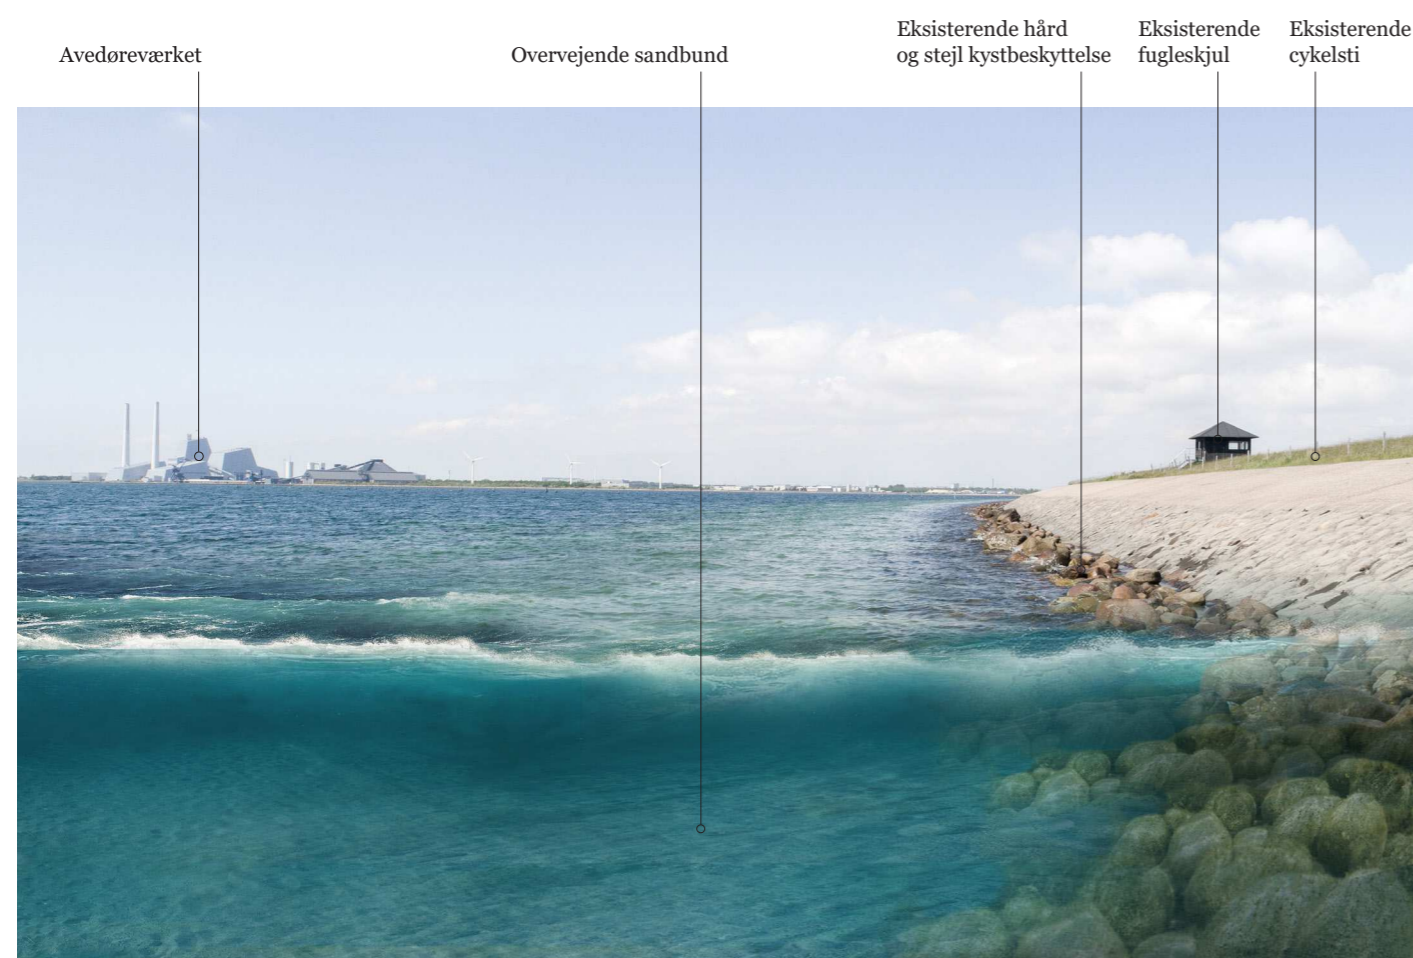 Avedøreværket
Overvejende sandbund
Eksisterende hård
og stejl kystbeskyttelse
Eksisterende
fugleskjul
Eksisterende
cykelsti